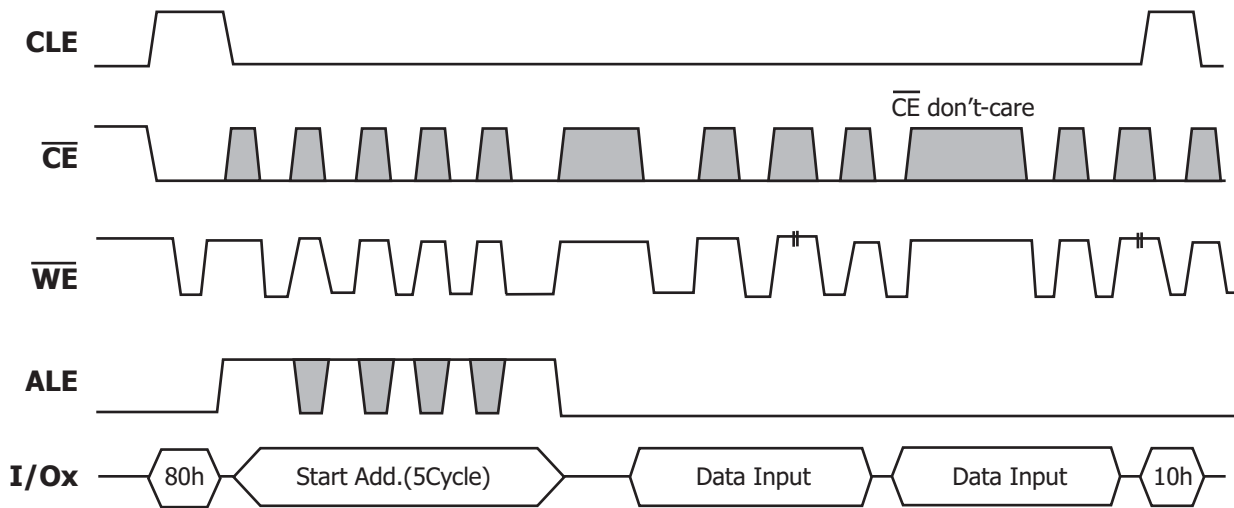 CLE
CE don't-care
CE
WE
ALE
I/Ox 80h Start Add.(5Cycle) Data Input Data Input 10h